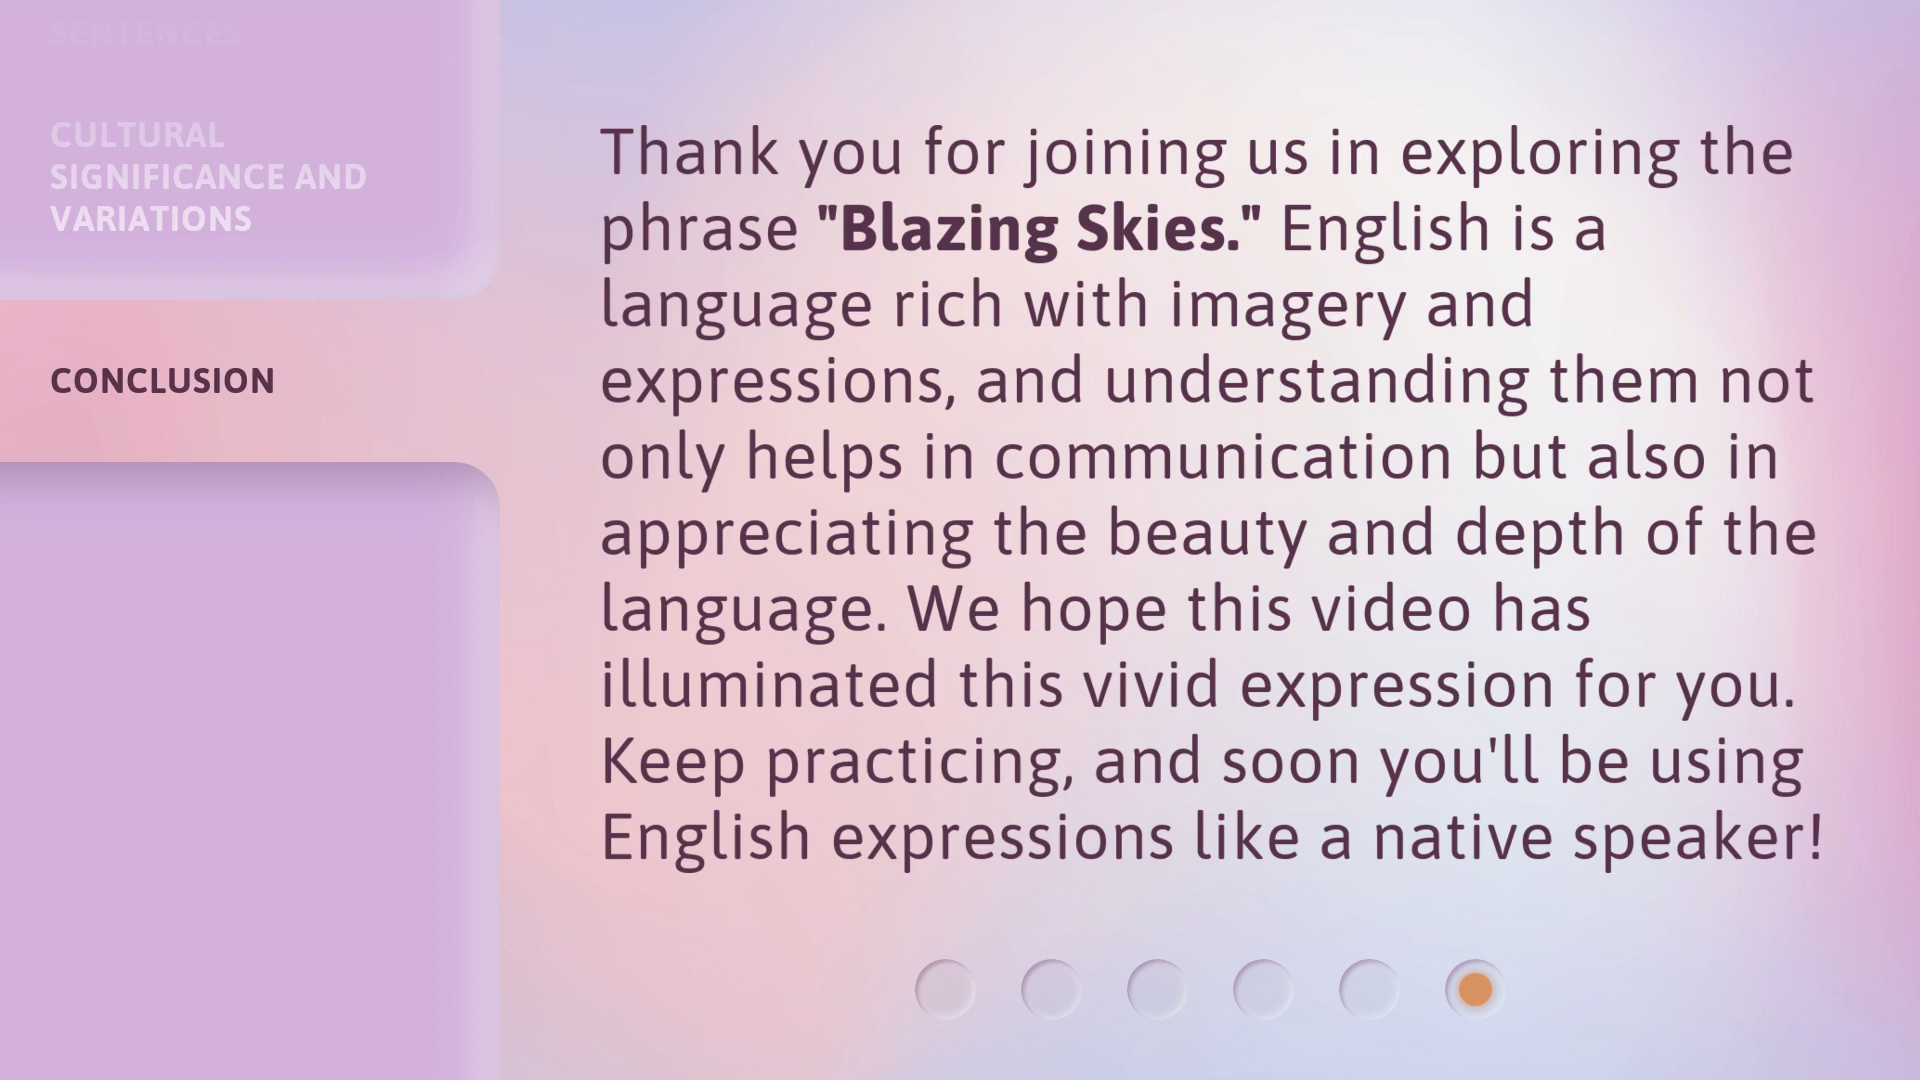 SENTENCES
CULTURAL
SIGNIFICANCE AND
VARIATIONS
CONCLUSION
Thank you for joining us in exploring the
phrase "Blazing Skies." English is a
language rich with imagery and
expressions, and understanding them not
only helps in communication but also in
appreciating the beauty and depth of the
language. We hope this video has
illuminated this vivid expression for you.
Keep practicing, and soon you'll be using
English expressions like a native speaker!